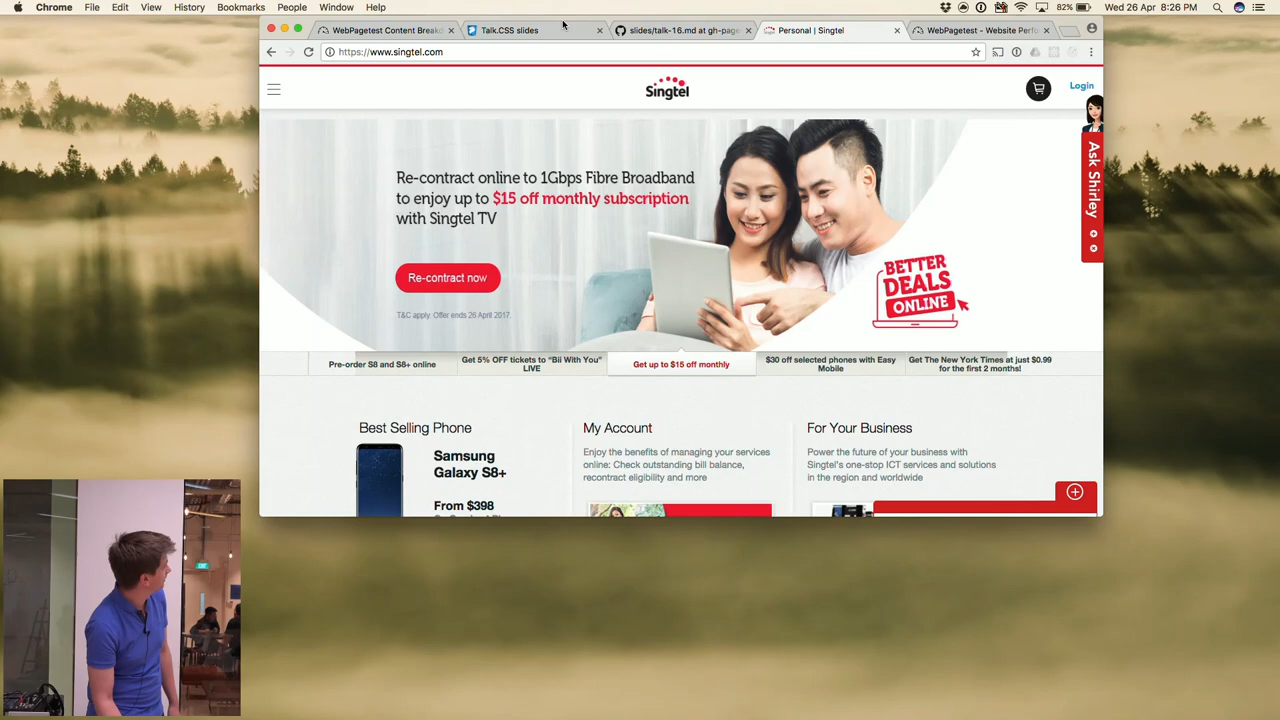 Chrome File Edit View History Bookmarks People Window Help 82% Wed 26 Apr 8:26 PM
WebPagetest Content Breakd
Talk.CSS slides
slides/talk-16.md at gh-page
Personal | Singtel
WebPagetest - Website Perfo
https://www.singtel.com
Singtel
Login
Ask Shirley
Re-contract online to 1Gbps Fibre Broadband
to enjoy up to $15 off monthly subscription
with Singtel TV
Re-contract now
T&C apply. Offer ends 26 April 2017.
BETTER
DEALS
ONLINE
Pre-order S8 and S8+ online
Get 5% OFF tickets to “Bii With You”
LIVE
Get up to $15 off monthly
$30 off selected phones with Easy
Mobile
Get The New York Times at just $0.99
for the first 2 months!
Best Selling Phone
Samsung
Galaxy S8+
From $398
My Account
Enjoy the benefits of managing your services
online: Check outstanding bill balance,
recontract eligibility and more
For Your Business
Power the future of your business with
Singtel's one-stop ICT services and solutions
in the region and worldwide